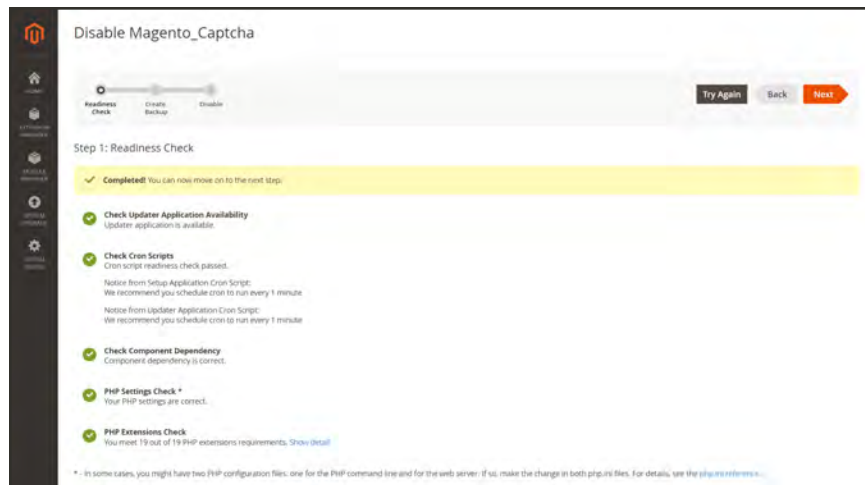 Disable Magento_Captcha
Readiness
Check
Create
Backup
Disable
Try Again
Back
Next
Step 1: Readiness Check
Completed! You can now move on to the next step.
Check Updater Application Availability
Updater application is available.
Check Cron Scripts
Cron script readiness check passed.
Notice from Setup Application Cron Script:
We recommend you schedule cron to run every 1 minute
Notice from Updater Application Cron Script:
We recommend you schedule cron to run every 1 minute
Check Component Dependency
Component dependency is correct.
PHP Settings Check *
Your PHP settings are correct.
PHP Extensions Check
You meet 19 out of 19 PHP extensions requirements. Show detail
* - In some cases, you might have two PHP configuration files, one for the PHP command line and for the web server. If so, make the change in both php.ini files. For details, see the php.ini reference